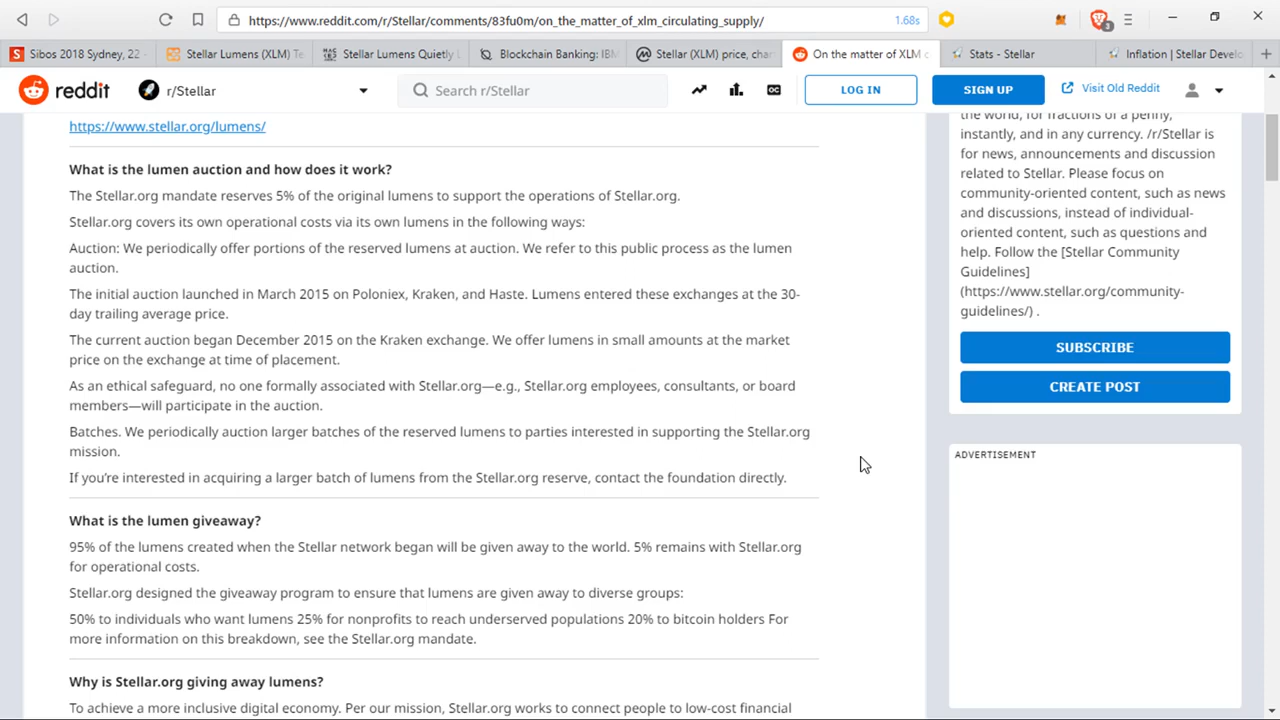 https://www.reddit.com/r/Stellar/comments/83fu0m/on_the_matter_of_xlm_circulating_supply/
1.68s
3
Sibos 2018 Sydney, 22 -
Stellar Lumens (XLM) Te
Stellar Lumens Quietly
Blockchain Banking: IBM
Stellar (XLM) price, char
On the matter of XLM c
Stats - Stellar
Inflation | Stellar Develo
reddit
r/Stellar
Search r/Stellar
LOG IN
SIGN UP
Visit Old Reddit
https://www.stellar.org/lumens/
What is the lumen auction and how does it work?
The Stellar.org mandate reserves 5% of the original lumens to support the operations of Stellar.org.
Stellar.org covers its own operational costs via its own lumens in the following ways:
Auction: We periodically offer portions of the reserved lumens at auction. We refer to this public process as the lumen
auction.
The initial auction launched in March 2015 on Poloniex, Kraken, and Haste. Lumens entered these exchanges at the 30-
day trailing average price.
The current auction began December 2015 on the Kraken exchange. We offer lumens in small amounts at the market
price on the exchange at time of placement.
As an ethical safeguard, no one formally associated with Stellar.org—e.g., Stellar.org employees, consultants, or board
members—will participate in the auction.
Batches. We periodically auction larger batches of the reserved lumens to parties interested in supporting the Stellar.org
mission.
If you're interested in acquiring a larger batch of lumens from the Stellar.org reserve, contact the foundation directly.
What is the lumen giveaway?
95% of the lumens created when the Stellar network began will be given away to the world. 5% remains with Stellar.org
for operational costs.
Stellar.org designed the giveaway program to ensure that lumens are given away to diverse groups:
50% to individuals who want lumens 25% for nonprofits to reach underserved populations 20% to bitcoin holders For
more information on this breakdown, see the Stellar.org mandate.
Why is Stellar.org giving away lumens?
To achieve a more inclusive digital economy. Per our mission, Stellar.org works to connect people to low-cost financial
the world, for fractions of a penny,
instantly, and in any currency. /r/Stellar is
for news, announcements and discussion
related to Stellar. Please focus on
community-oriented content, such as news
and discussions, instead of individual-
oriented content, such as questions and
help. Follow the [Stellar Community
Guidelines]
(https://www.stellar.org/community-
guidelines/) .
SUBSCRIBE
CREATE POST
ADVERTISEMENT